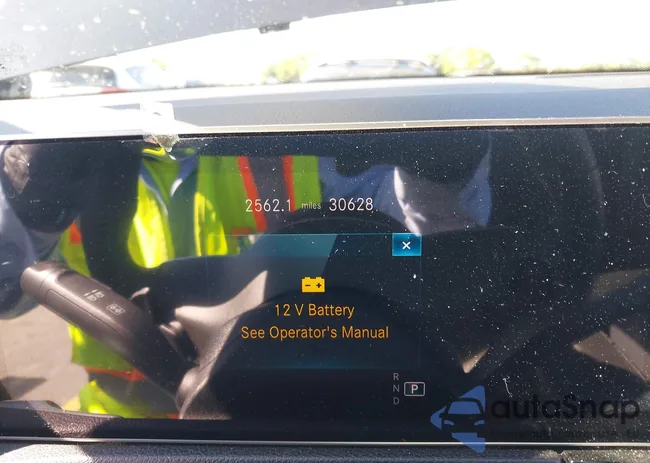 2562.1 miles 30628
12 V Battery
See Operator's Manual
R
N P
D
autoSnap